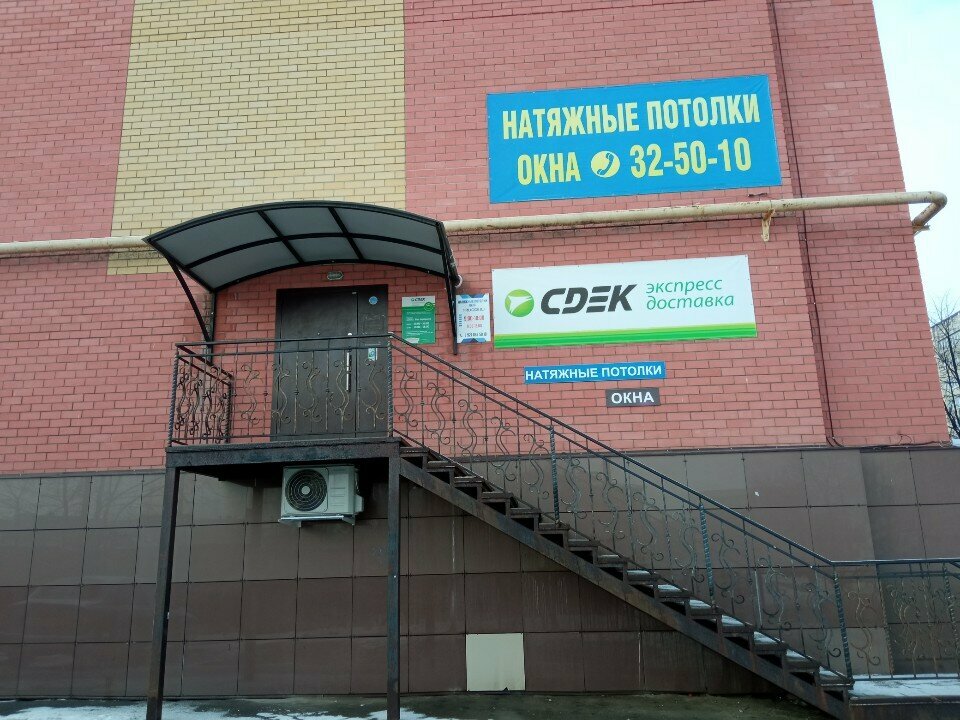 НАТЯЖНЫЕ ПОТОЛКИ
ОКНА 32-50-10
CDEK экспресс
доставка
НАТЯЖНЫЕ ПОТОЛКИ
ОКНА